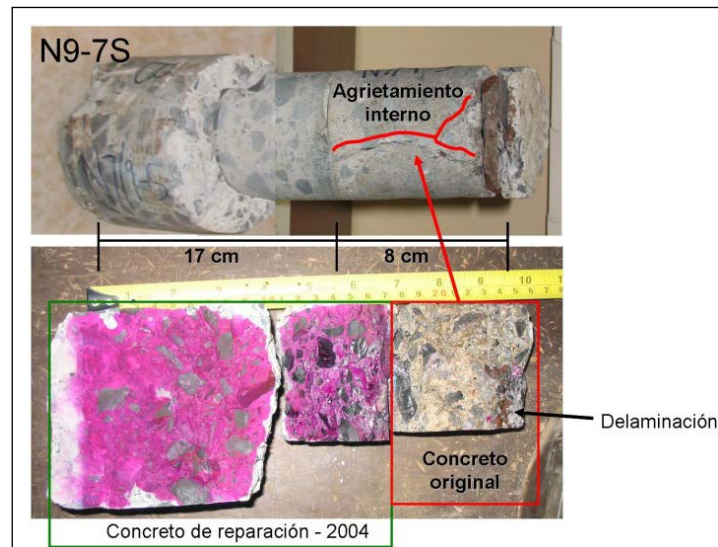 N9-7S
Agrietamiento
interno
17 cm
8 cm
Delaminación
Concreto
original
Concreto de reparación - 2004